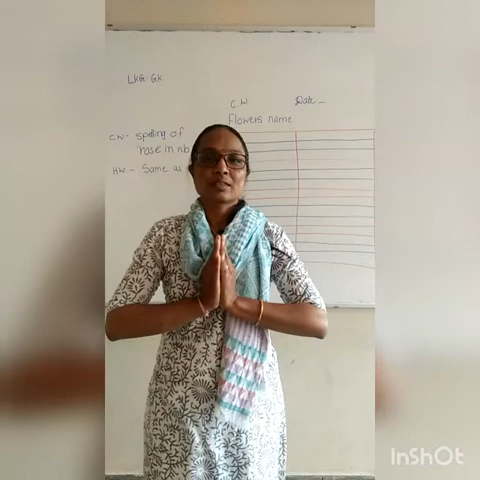 LKG GK
CW Date -
Flowers name
CW- spelling of
rose in nb
HW - Same as
InShOt